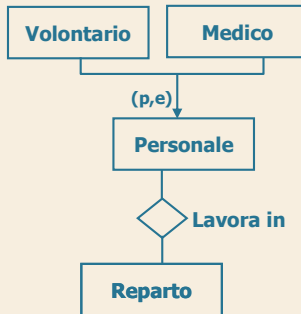 Volontario
Medico
(p,e)
Personale
Lavora in
Reparto